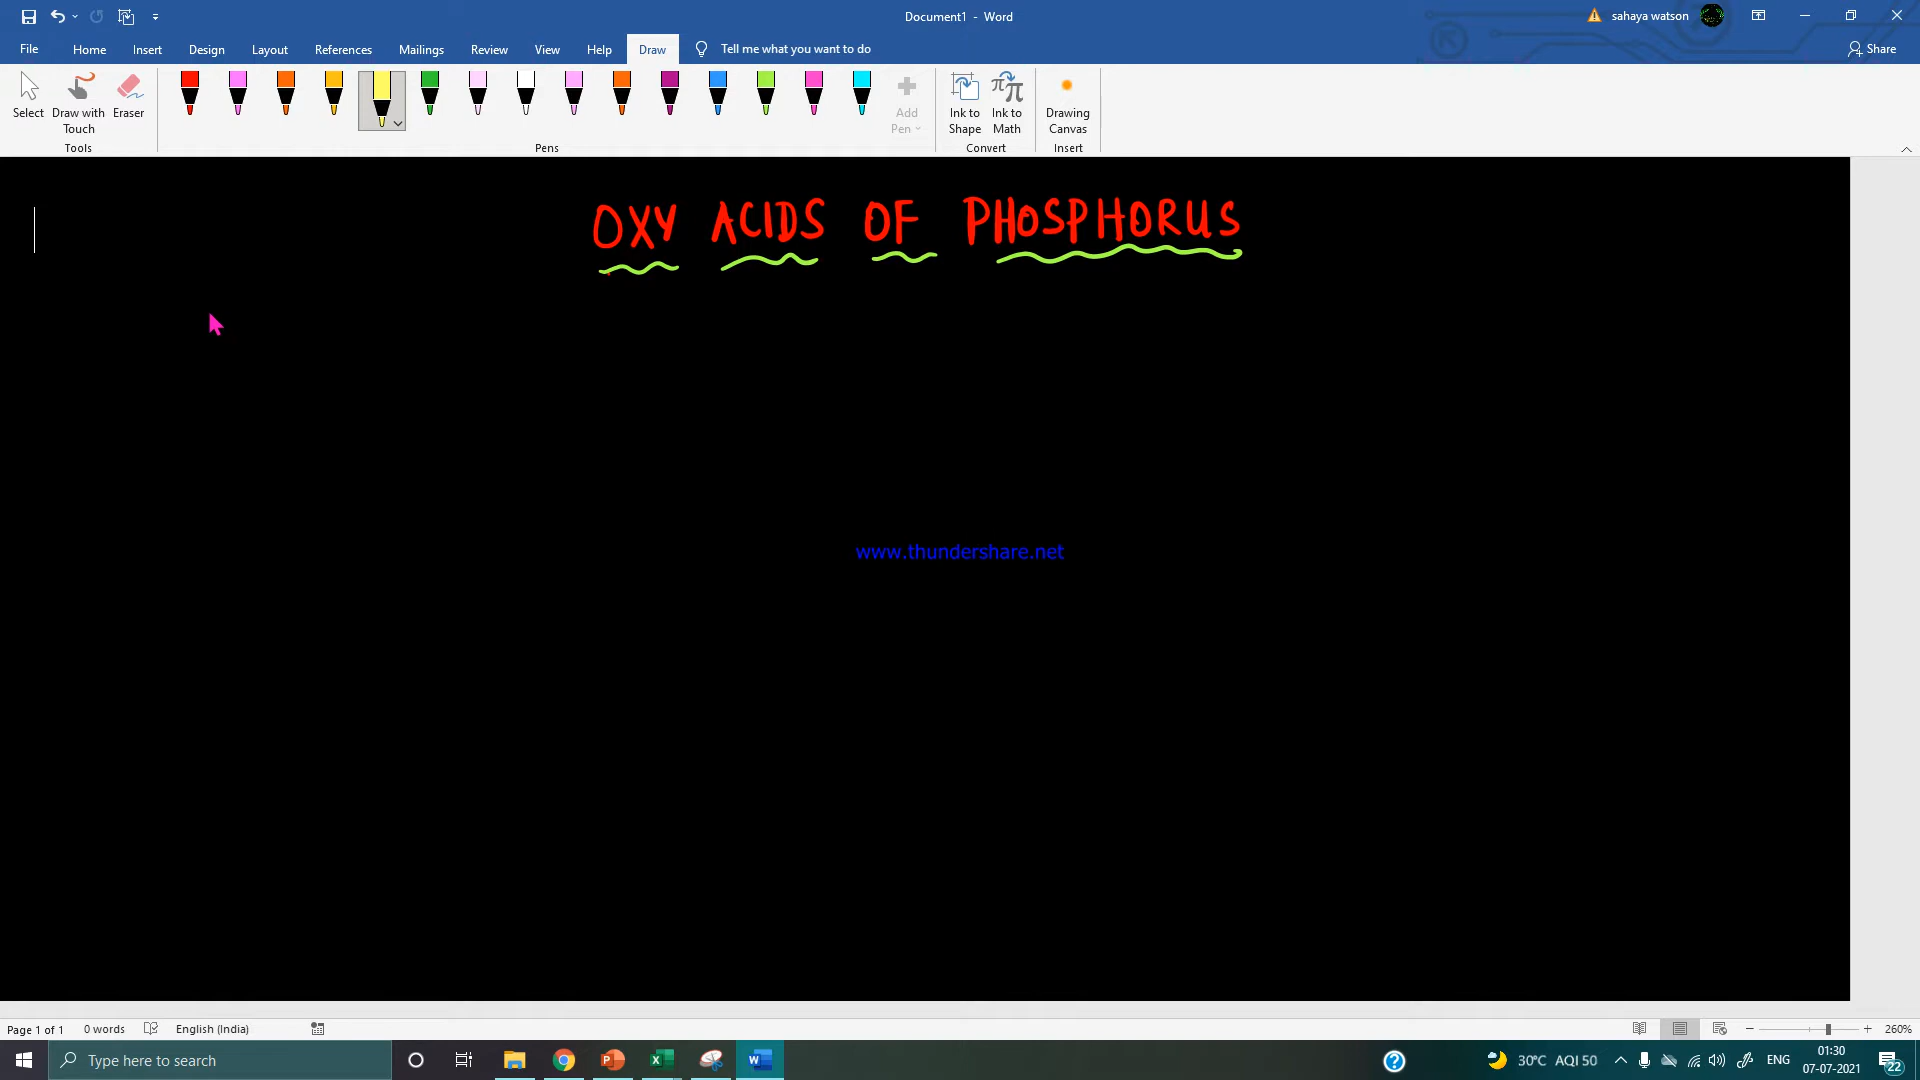 Document1 - Word
sahaya watson
File Home Insert Design Layout References Mailings Review View Help Draw Tell me what you want to do Share
Select Draw with Touch Eraser Add Pen Ink to Shape Ink to Math Drawing Canvas
Tools Pens Convert Insert
OXY ACIDS OF PHOSPHORUS
www.thundershare.net
Page 1 of 1 0 words English (India) 260%
Type here to search 30°C AQI 50 ENG 01:30
07-07-2021 22